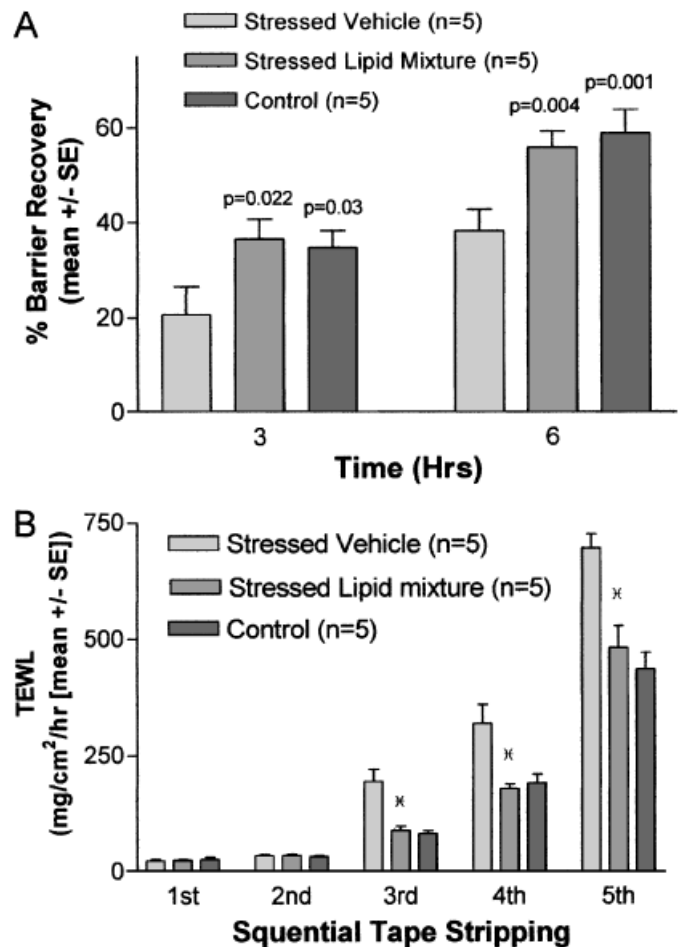 A
Stressed Vehicle (n=5)
Stressed Lipid Mixture (n=5)
Control (n=5)
% Barrier Recovery
(mean +/- SE)
60
40
20
0
p=0.022
p=0.03
p=0.004
p=0.001
3
6
Time (Hrs)
B
Stressed Vehicle (n=5)
Stressed Lipid mixture (n=5)
Control (n=5)
TEWL
(mg/cm²/hr [mean +/- SE])
750
500
250
0
1st
2nd
3rd
4th
5th
Squential Tape Stripping